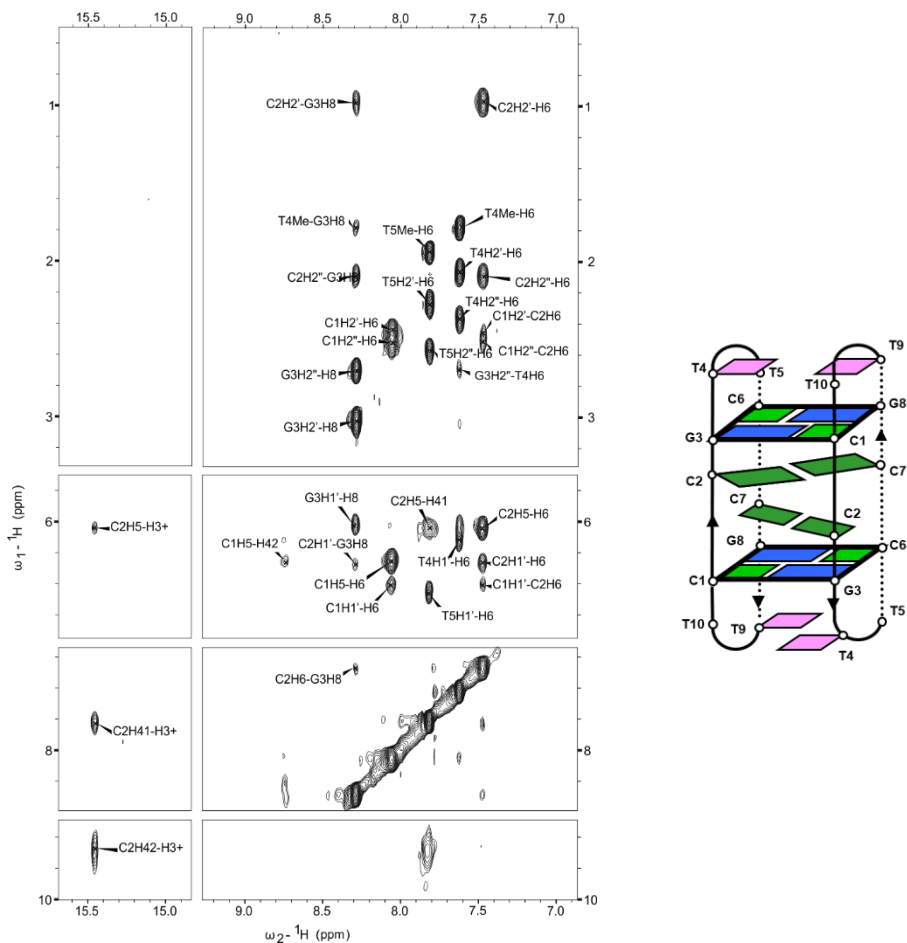 15.5 15.0 9.0 8.5 8.0 7.5 7.0
1 1
C2H2'-G3H8 C2H2'-H6
T4Me-G3H8 T4Me-H6
T5Me-H6
2 2
T4H2'-H6
C2H2"-G3H8 T5H2'-H6 C2H2"-H6
T4H2"-H6
C1H2'-H6 C1H2'-C2H6
C1H2"-H6 C1H2"-C2H6
T5H2"-H6
G3H2"-H8 G3H2"-T4H6
3 3
G3H2'-H8
G3H1'-H8 C2H5-H41
C2H5-H3+ 6 C2H5-H6 6
C1H5-H42 C2H1'-G3H8
T4H1'-H6 C2H1'-H6
C1H5-H6 C1H1'-C2H6
C1H1'-H6 T5H1'-H6
C2H6-G3H8
C2H41-H3+
8 8
C2H42-H3+
10 10
15.5 15.0 9.0 8.5 8.0 7.5 7.0
ω1- 1H (ppm)
ω2- 1H (ppm)
T4 T5 T9
T10
C6 G8
G3 C1
C2 C7
C7 C2
G8 C6
C1 G3
T10 T9 T5
T4